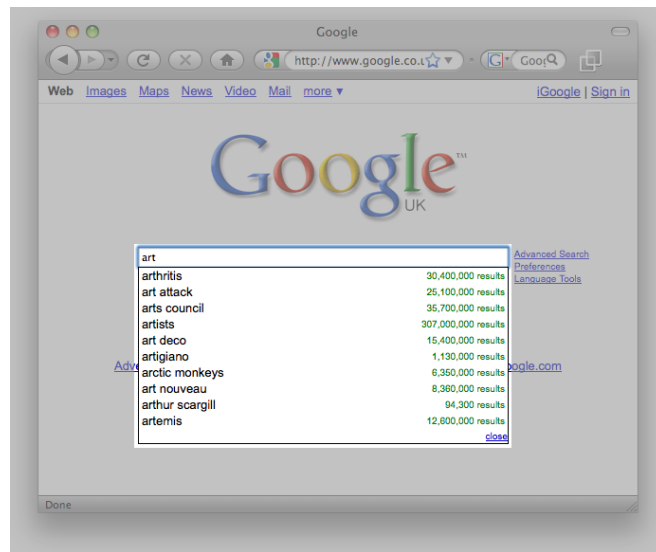 Google
http://www.google.co.u
G Goog
Web Images Maps News Video Mail more ▼ iGoogle | Sign in
Google™
UK
art
Advanced Search
Preferences
Language Tools
arthritis 30,400,000 results
art attack 25,100,000 results
arts council 35,700,000 results
artists 307,000,000 results
art deco 15,400,000 results
artigiano 1,130,000 results
arctic monkeys 6,350,000 results
art nouveau 8,360,000 results
arthur scargill 94,300 results
artemis 12,600,000 results
close
Adve oogle.com
Done